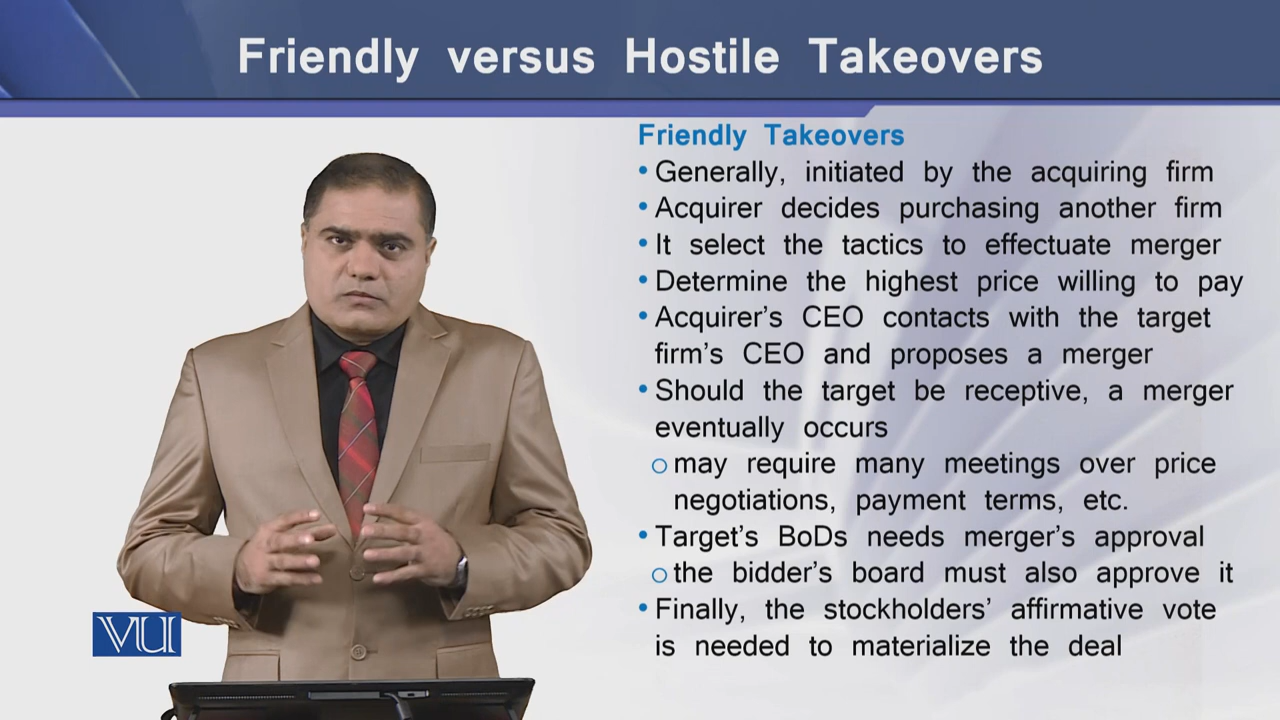 Friendly versus Hostile Takeovers
Friendly Takeovers
• Generally, initiated by the acquiring firm
• Acquirer decides purchasing another firm
• It select the tactics to effectuate merger
• Determine the highest price willing to pay
• Acquirer's CEO contacts with the target
firm's CEO and proposes a merger
• Should the target be receptive, a merger
eventually occurs
○ may require many meetings over price
negotiations, payment terms, etc.
• Target's BoDs needs merger's approval
○ the bidder's board must also approve it
• Finally, the stockholders' affirmative vote
is needed to materialize the deal
VU